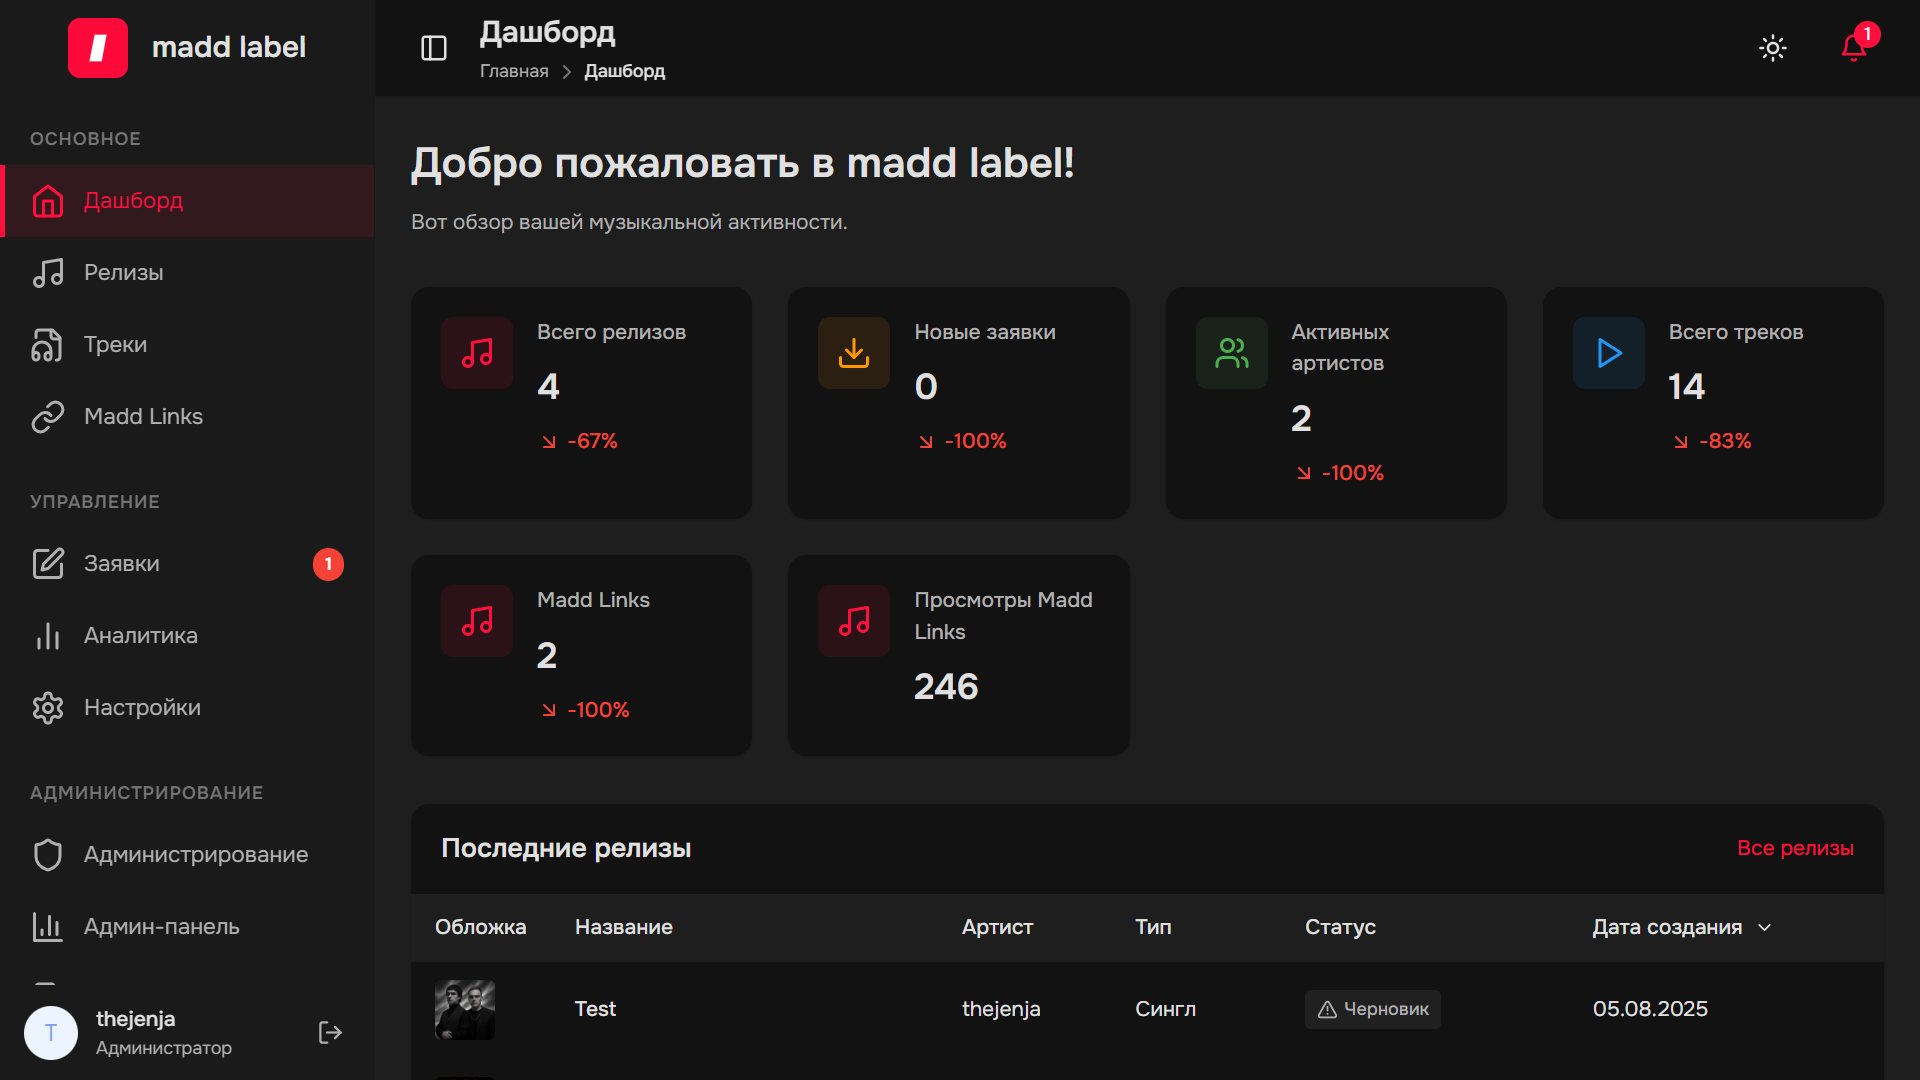 madd label
ОСНОВНОЕ
Дашборд
Релизы
Треки
Madd Links
УПРАВЛЕНИЕ
Заявки
1
Аналитика
Настройки
АДМИНИСТРИРОВАНИЕ
Администрирование
Админ-панель
T
thejenja
Администратор
Дашборд
Главная
Дашборд
1
Добро пожаловать в madd label!
Вот обзор вашей музыкальной активности.
Всего релизов
4
-67%
Новые заявки
0
-100%
Активных
артистов
2
-100%
Всего треков
14
-83%
Madd Links
2
-100%
Просмотры Madd
Links
246
Последние релизы
Все релизы
Обложка Название Артист Тип Статус Дата создания
Test thejenja Сингл Черновик 05.08.2025